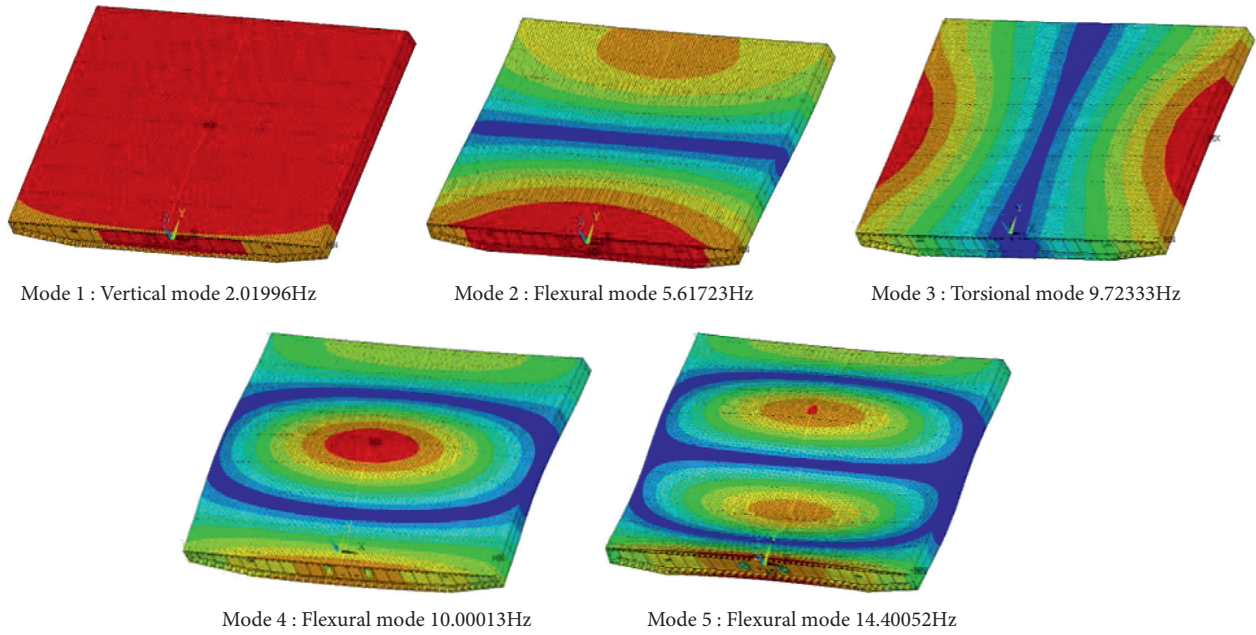 Mode 1 : Vertical mode 2.01996Hz
Mode 2 : Flexural mode 5.61723Hz
Mode 3 : Torsional mode 9.72333Hz
Mode 4 : Flexural mode 10.00013Hz
Mode 5 : Flexural mode 14.40052Hz